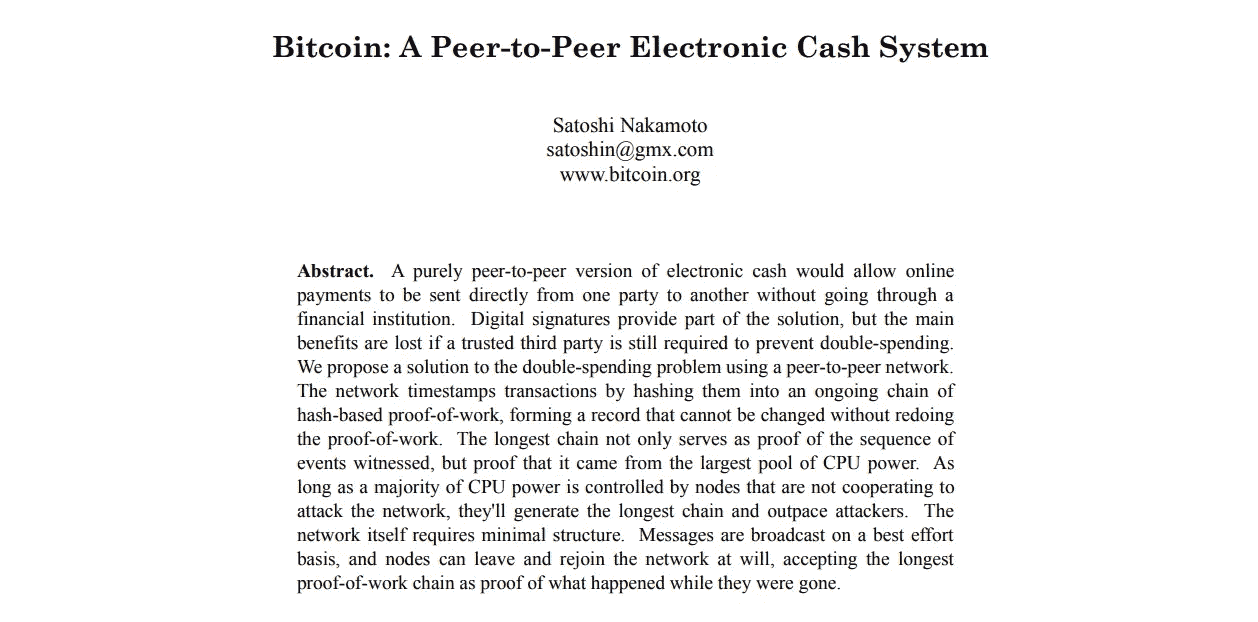 Bitcoin: A Peer-to-Peer Electronic Cash System
Satoshi Nakamoto
satoshin@gmx.com
www.bitcoin.org
Abstract. A purely peer-to-peer version of electronic cash would allow online
payments to be sent directly from one party to another without going through a
financial institution. Digital signatures provide part of the solution, but the main
benefits are lost if a trusted third party is still required to prevent double-spending.
We propose a solution to the double-spending problem using a peer-to-peer network.
The network timestamps transactions by hashing them into an ongoing chain of
hash-based proof-of-work, forming a record that cannot be changed without redoing
the proof-of-work. The longest chain not only serves as proof of the sequence of
events witnessed, but proof that it came from the largest pool of CPU power. As
long as a majority of CPU power is controlled by nodes that are not cooperating to
attack the network, they'll generate the longest chain and outpace attackers. The
network itself requires minimal structure. Messages are broadcast on a best effort
basis, and nodes can leave and rejoin the network at will, accepting the longest
proof-of-work chain as proof of what happened while they were gone.